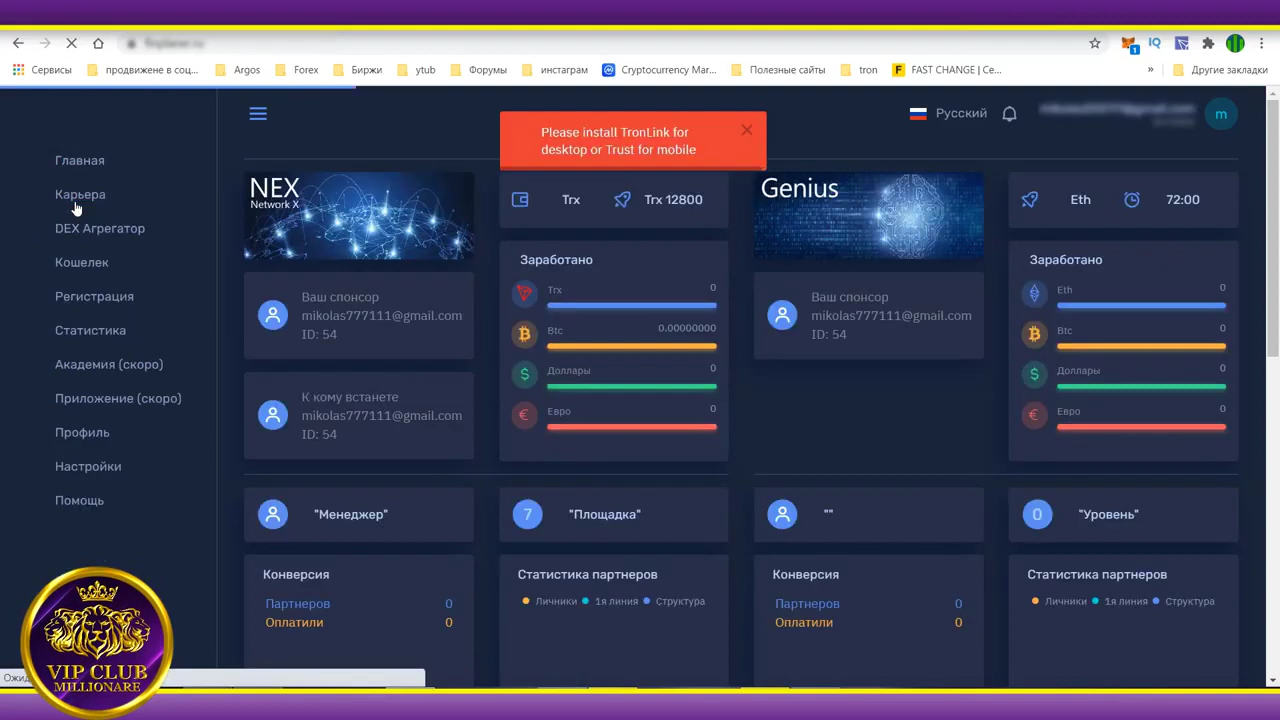 Сервисы продвижене в соц... Argos Forex Биржи ytub Форумы инстаграм Cryptocurrency Mar... Полезные сайты tron FAST CHANGE | Се... » Другие закладки
Русский
m
Please install TronLink for
desktop or Trust for mobile
Главная
Карьера
DEX Агрегатор
Кошелек
Регистрация
Статистика
Академия (скоро)
Приложение (скоро)
Профиль
Настройки
Помощь
NEX
Network X
Ваш спонсор
mikolas777111@gmail.com
ID: 54
К кому встанете
mikolas777111@gmail.com
ID: 54
Trx Trx 12800
Заработано
Trx 0
Btc 0.00000000
Доллары 0
Евро 0
Genius
Ваш спонсор
mikolas777111@gmail.com
ID: 54
Eth 72:00
Заработано
Eth 0
Btc 0
Доллары 0
Евро 0
"Менеджер"
7 "Площадка"
""
0 "Уровень"
Конверсия
Партнеров 0
Оплатили 0
Статистика партнеров
Личники 1я линия Структура
Конверсия
Партнеров 0
Оплатили 0
Статистика партнеров
Личники 1я линия Структура
VIP CLUB
MILLIONARE